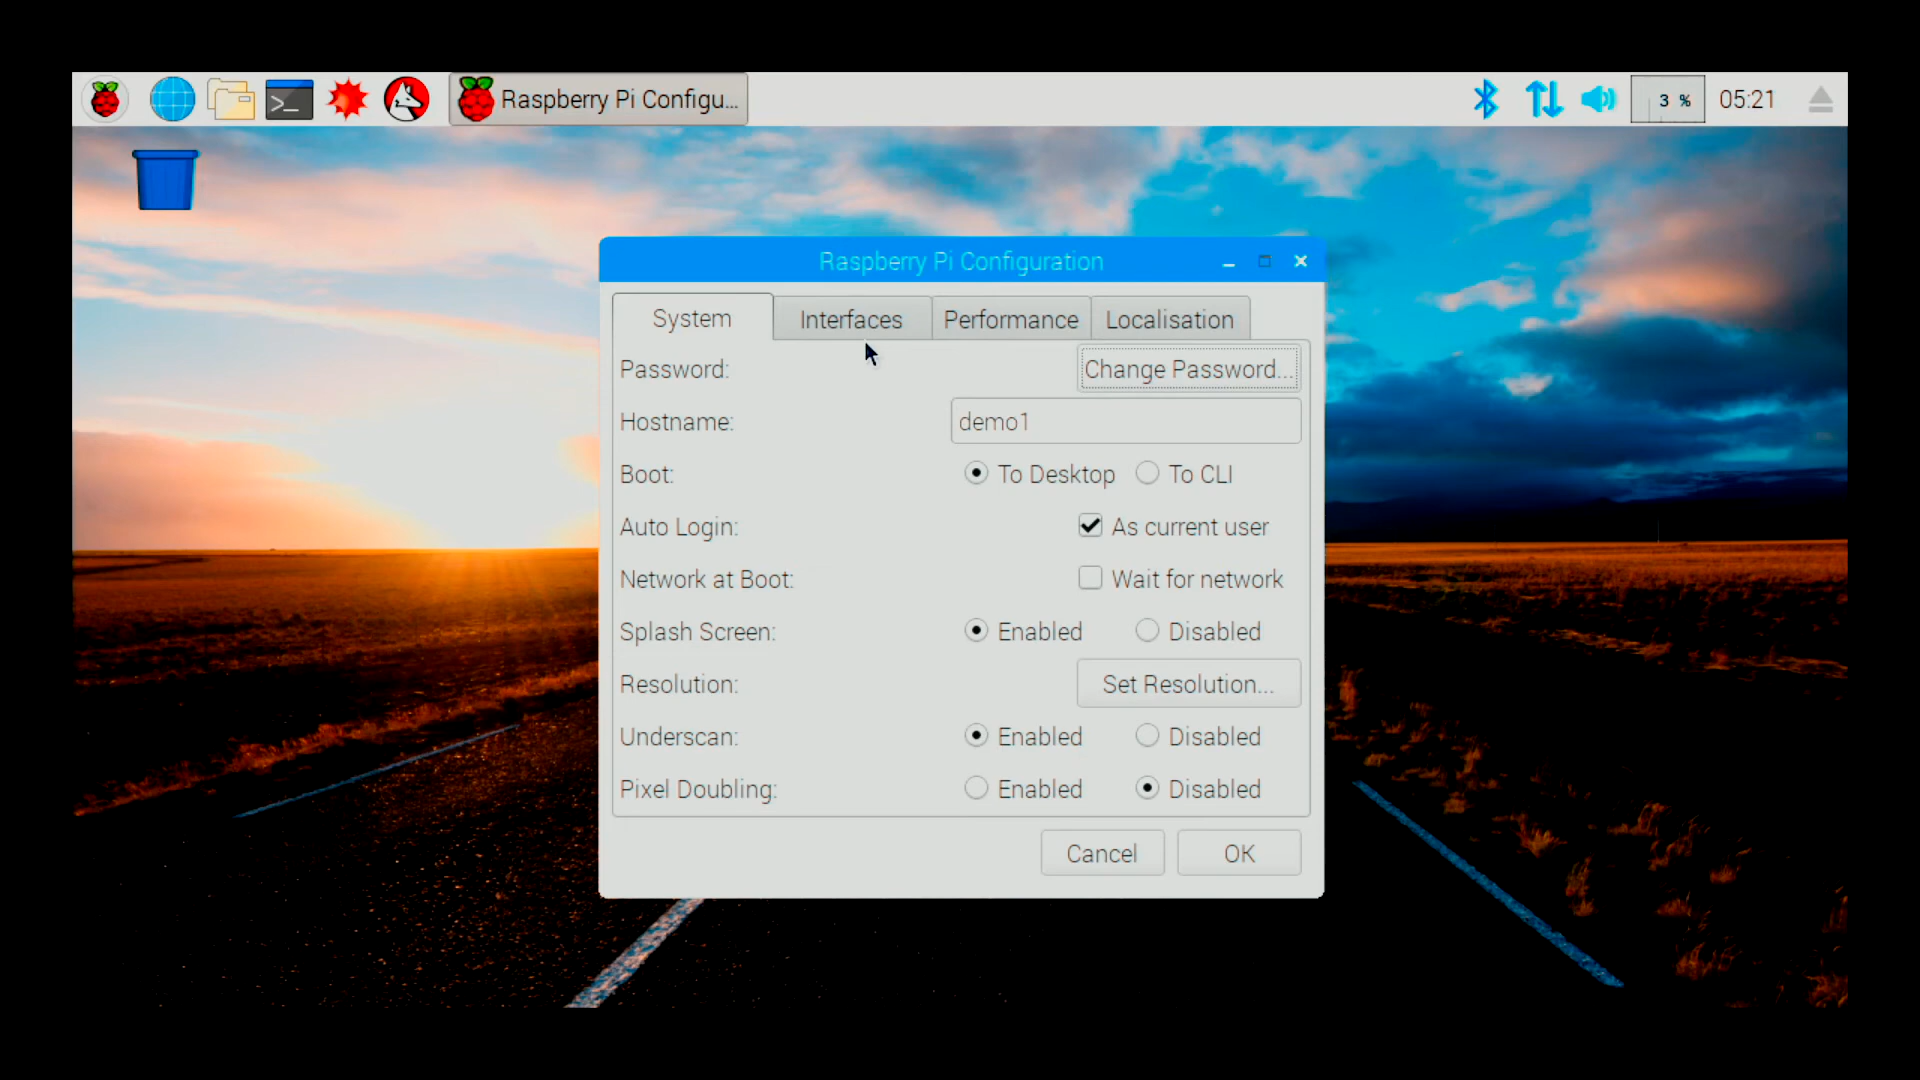 Raspberry Pi Configu...
3 %
05:21
Raspberry Pi Configuration
System
Interfaces
Performance
Localisation
Password:
Change Password...
Hostname:
demo1
Boot:
To Desktop
To CLI
Auto Login:
As current user
Network at Boot:
Wait for network
Splash Screen:
Enabled
Disabled
Resolution:
Set Resolution...
Underscan:
Enabled
Disabled
Pixel Doubling:
Enabled
Disabled
Cancel
OK